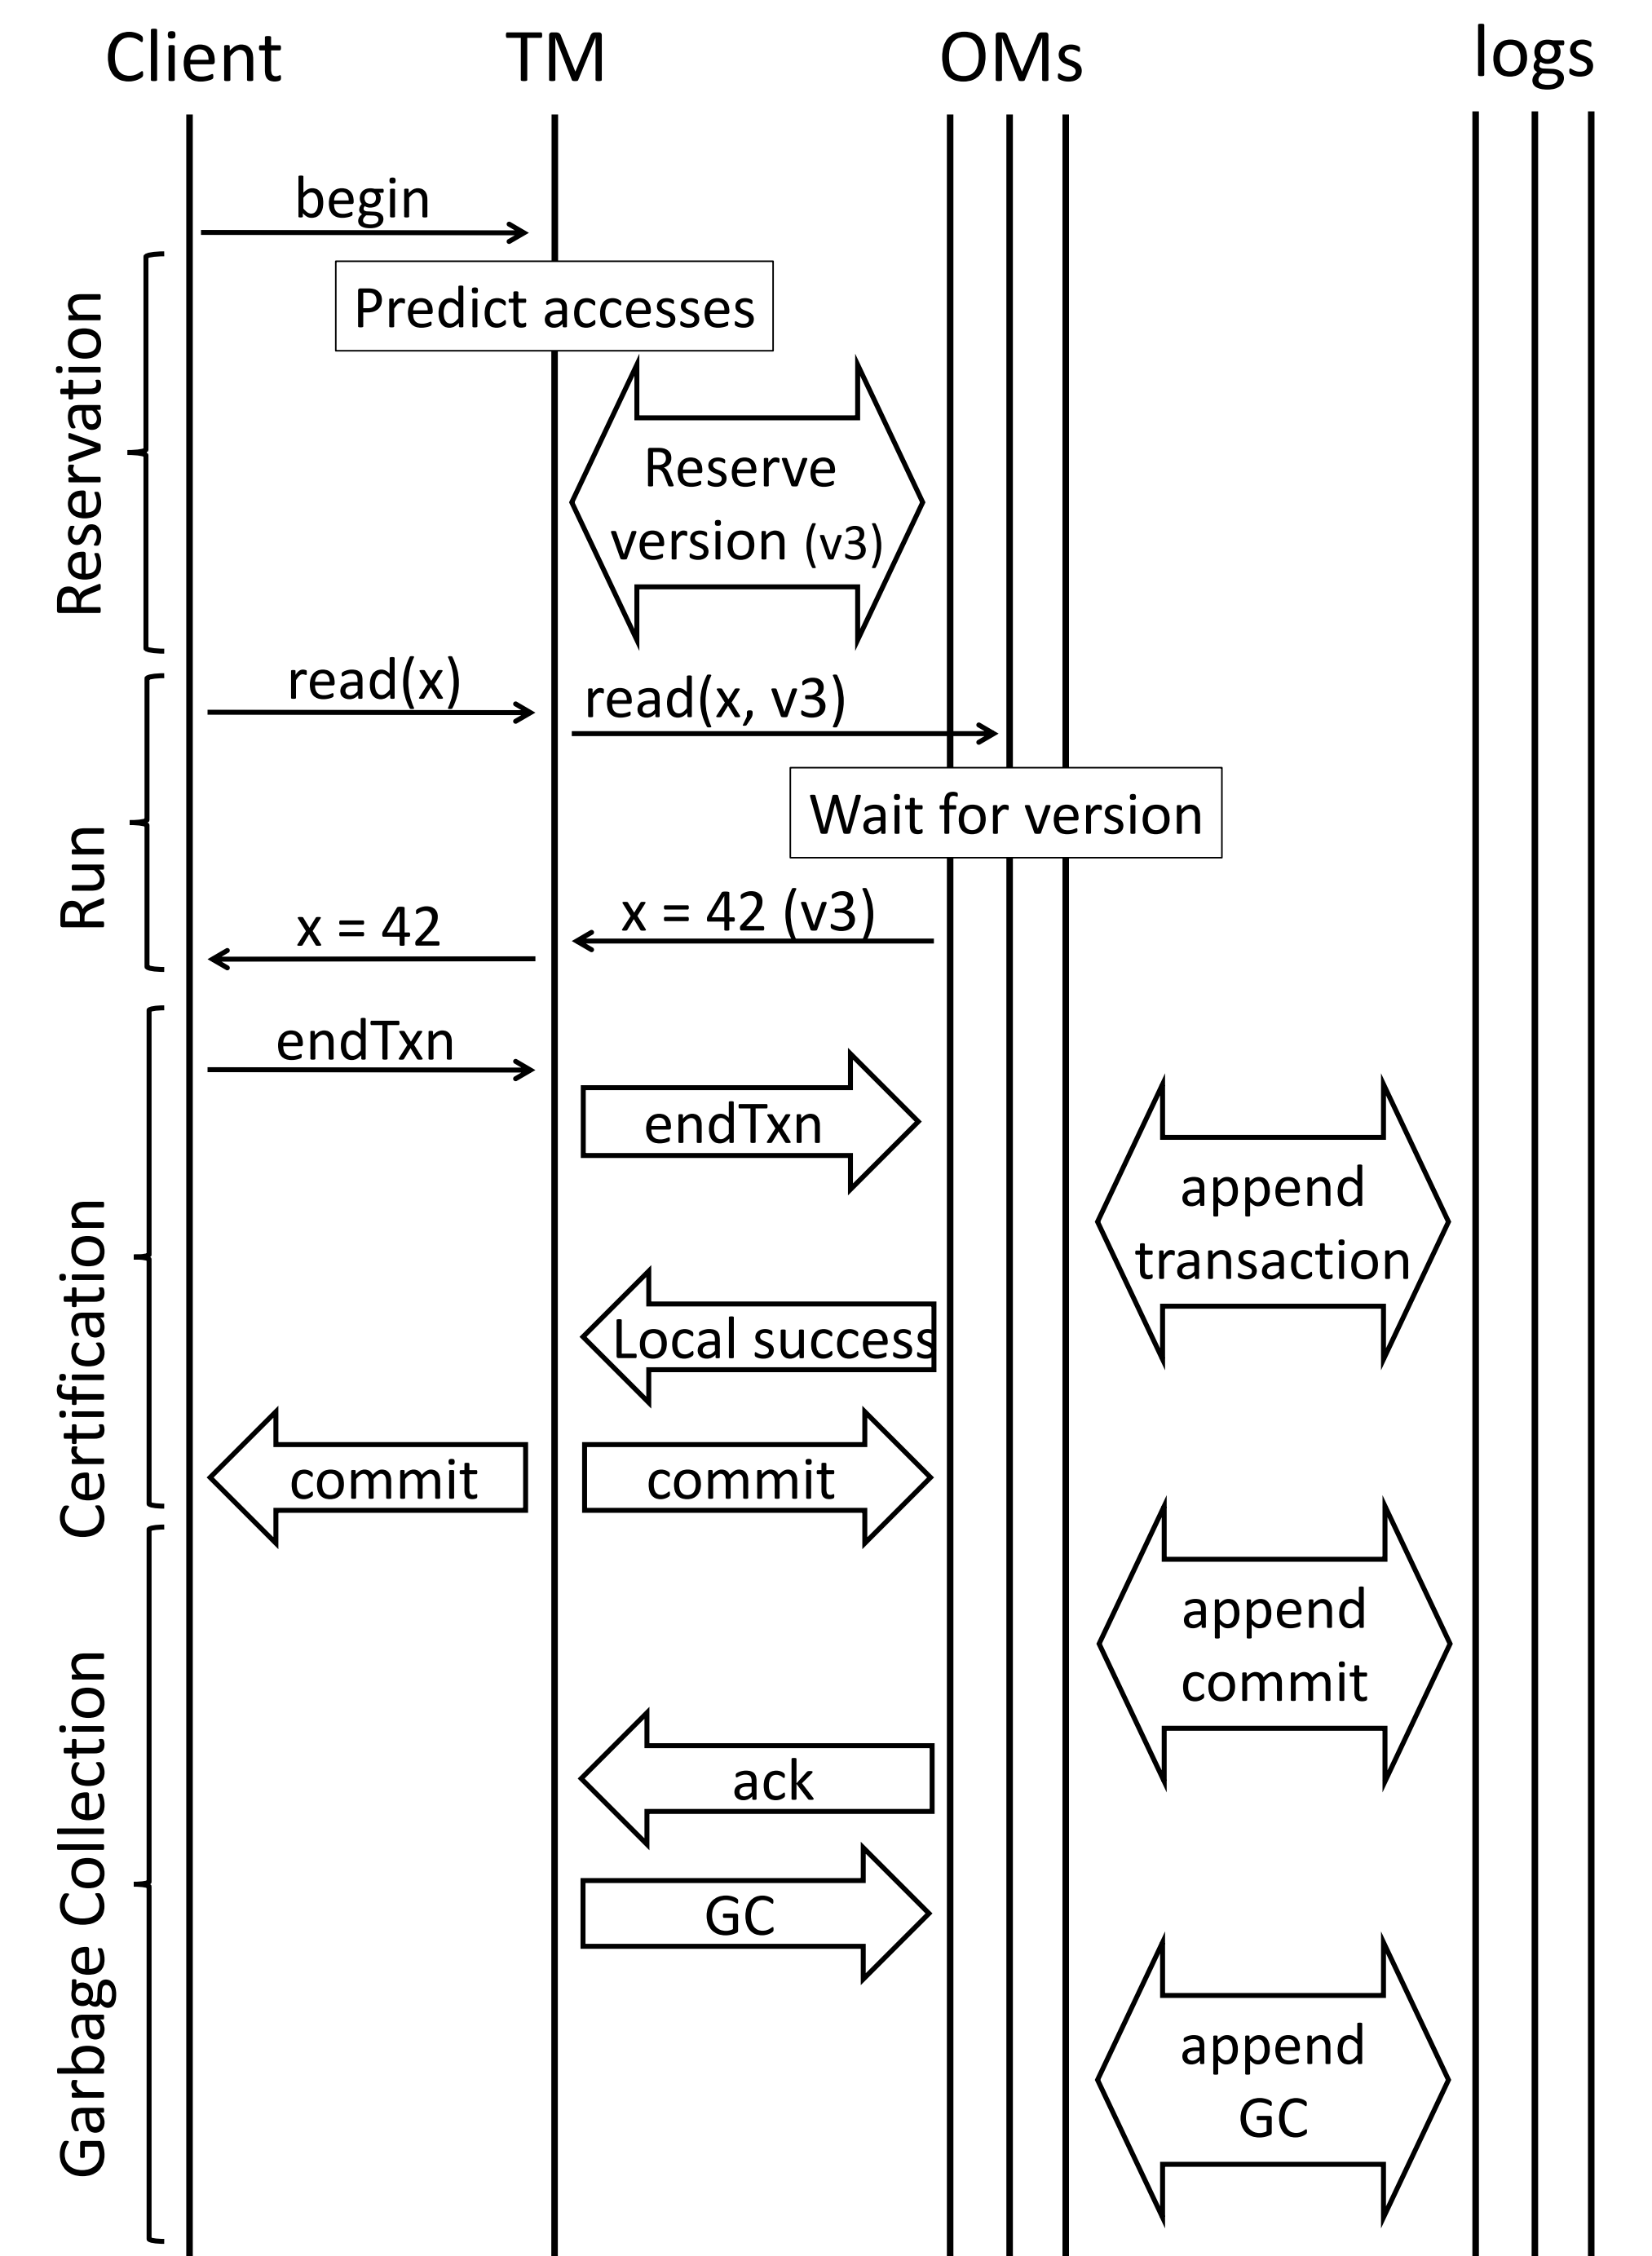 Client
TM
OMs
logs
begin
Reservation
Predict accesses
Reserve
version (v3)
read(x)
read(x, v3)
Run
Wait for version
x = 42
x = 42 (v3)
Certification
endTxn
endTxn
append
transaction
Local success
commit
commit
Garbage Collection
append
commit
ack
GC
append
GC